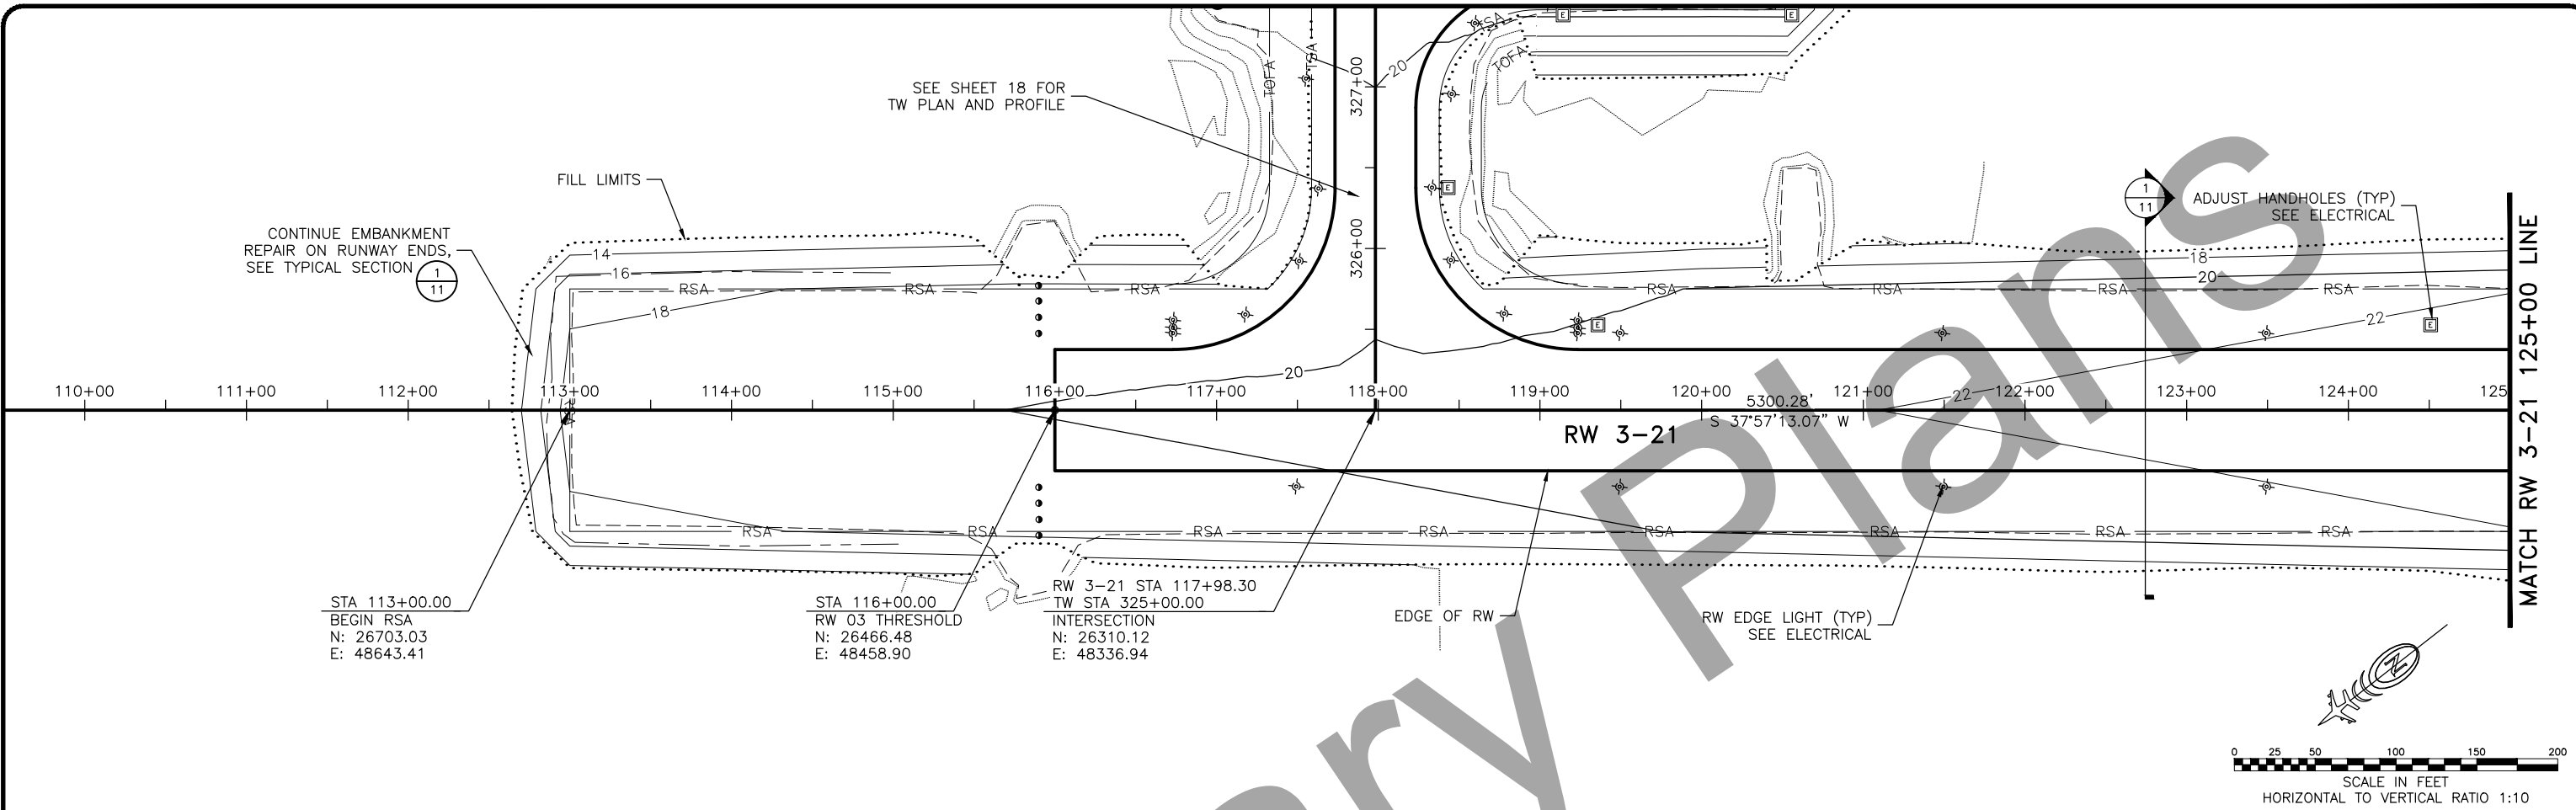 SEE SHEET 18 FOR
TW PLAN AND PROFILE
FILL LIMITS
CONTINUE EMBANKMENT
REPAIR ON RUNWAY ENDS,
SEE TYPICAL SECTION
1
11
TOFA
TSA
327+00
326+00
20
TSA
TOFA
E
E
E
1
11
ADJUST HANDHOLES (TYP)
SEE ELECTRICAL
14
16
18
RSA
RSA
RSA
RSA
RSA
RSA
RSA
18
20
22
E
E
20
22
110+00
111+00
112+00
113+00
114+00
115+00
116+00
117+00
118+00
119+00
120+00
121+00
122+00
123+00
124+00
125
5300.28'
S 37°57'13.07" W
RW 3-21
RSA
RSA
RSA
RSA
RSA
RSA
RSA
RSA
MATCH RW 3-21 125+00 LINE
STA 113+00.00
BEGIN RSA
N: 26703.03
E: 48643.41
STA 116+00.00
RW 03 THRESHOLD
N: 26466.48
E: 48458.90
RW 3-21 STA 117+98.30
TW STA 325+00.00
INTERSECTION
N: 26310.12
E: 48336.94
EDGE OF RW
RW EDGE LIGHT (TYP)
SEE ELECTRICAL
N
0 25 50 100 150 200
SCALE IN FEET
HORIZONTAL TO VERTICAL RATIO 1:10
ry Plans